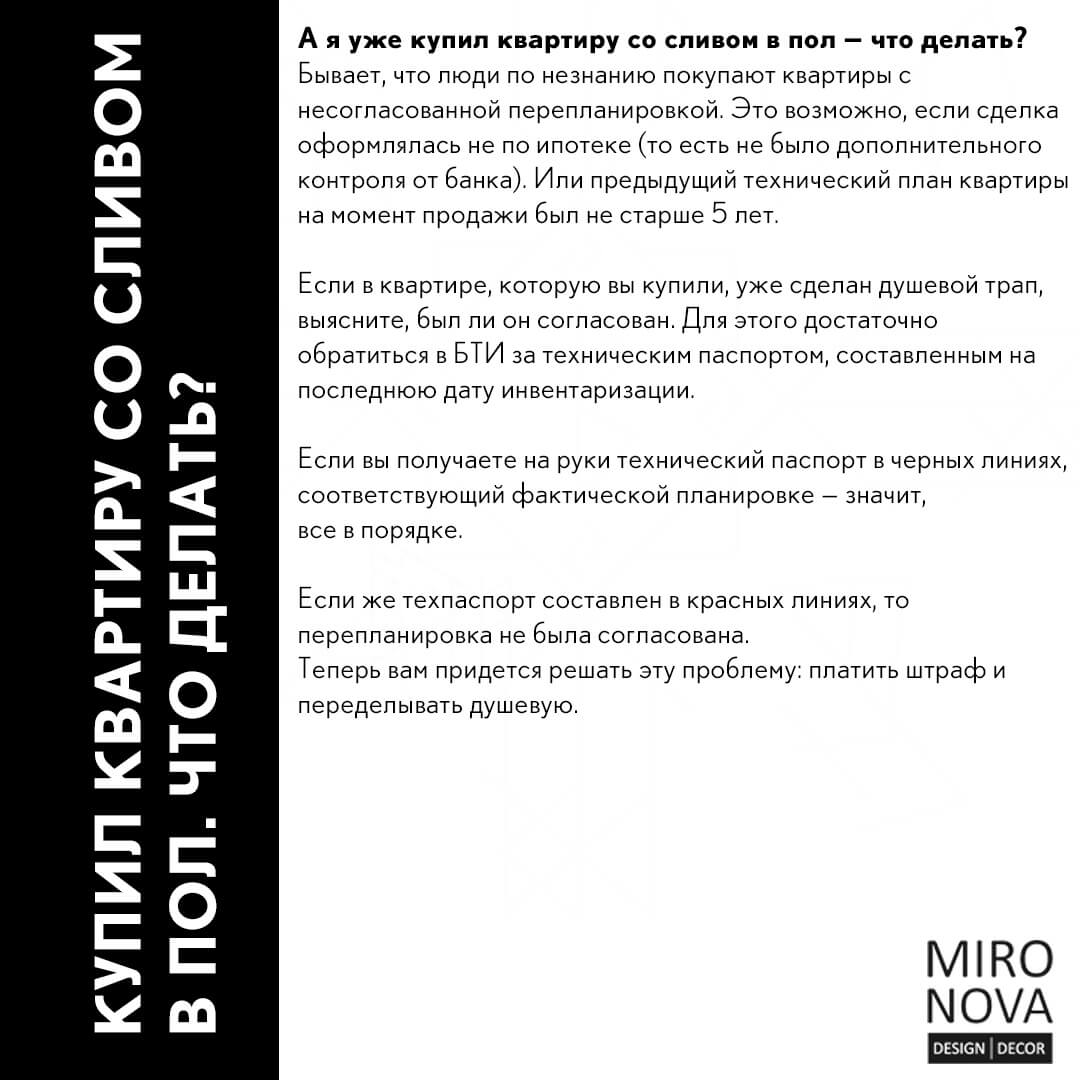 КУПИЛ КВАРТИРУ СО СЛИВОМ
В ПОЛ. ЧТО ДЕЛАТЬ?
А я уже купил квартиру со сливом в пол – что делать?
Бывает, что люди по незнанию покупают квартиры с
несогласованной перепланировкой. Это возможно, если сделка
оформлялась не по ипотеке (то есть не было дополнительного
контроля от банка). Или предыдущий технический план квартиры
на момент продажи был не старше 5 лет.
Если в квартире, которую вы купили, уже сделан душевой трап,
выясните, был ли он согласован. Для этого достаточно
обратиться в БТИ за техническим паспортом, составленным на
последнюю дату инвентаризации.
Если вы получаете на руки технический паспорт в черных линиях,
соответствующий фактической планировке – значит,
все в порядке.
Если же техпаспорт составлен в красных линиях, то
перепланировка не была согласована.
Теперь вам придется решать эту проблему: платить штраф и
переделывать душевую.
MIRO
NOVA
DESIGN | DECOR